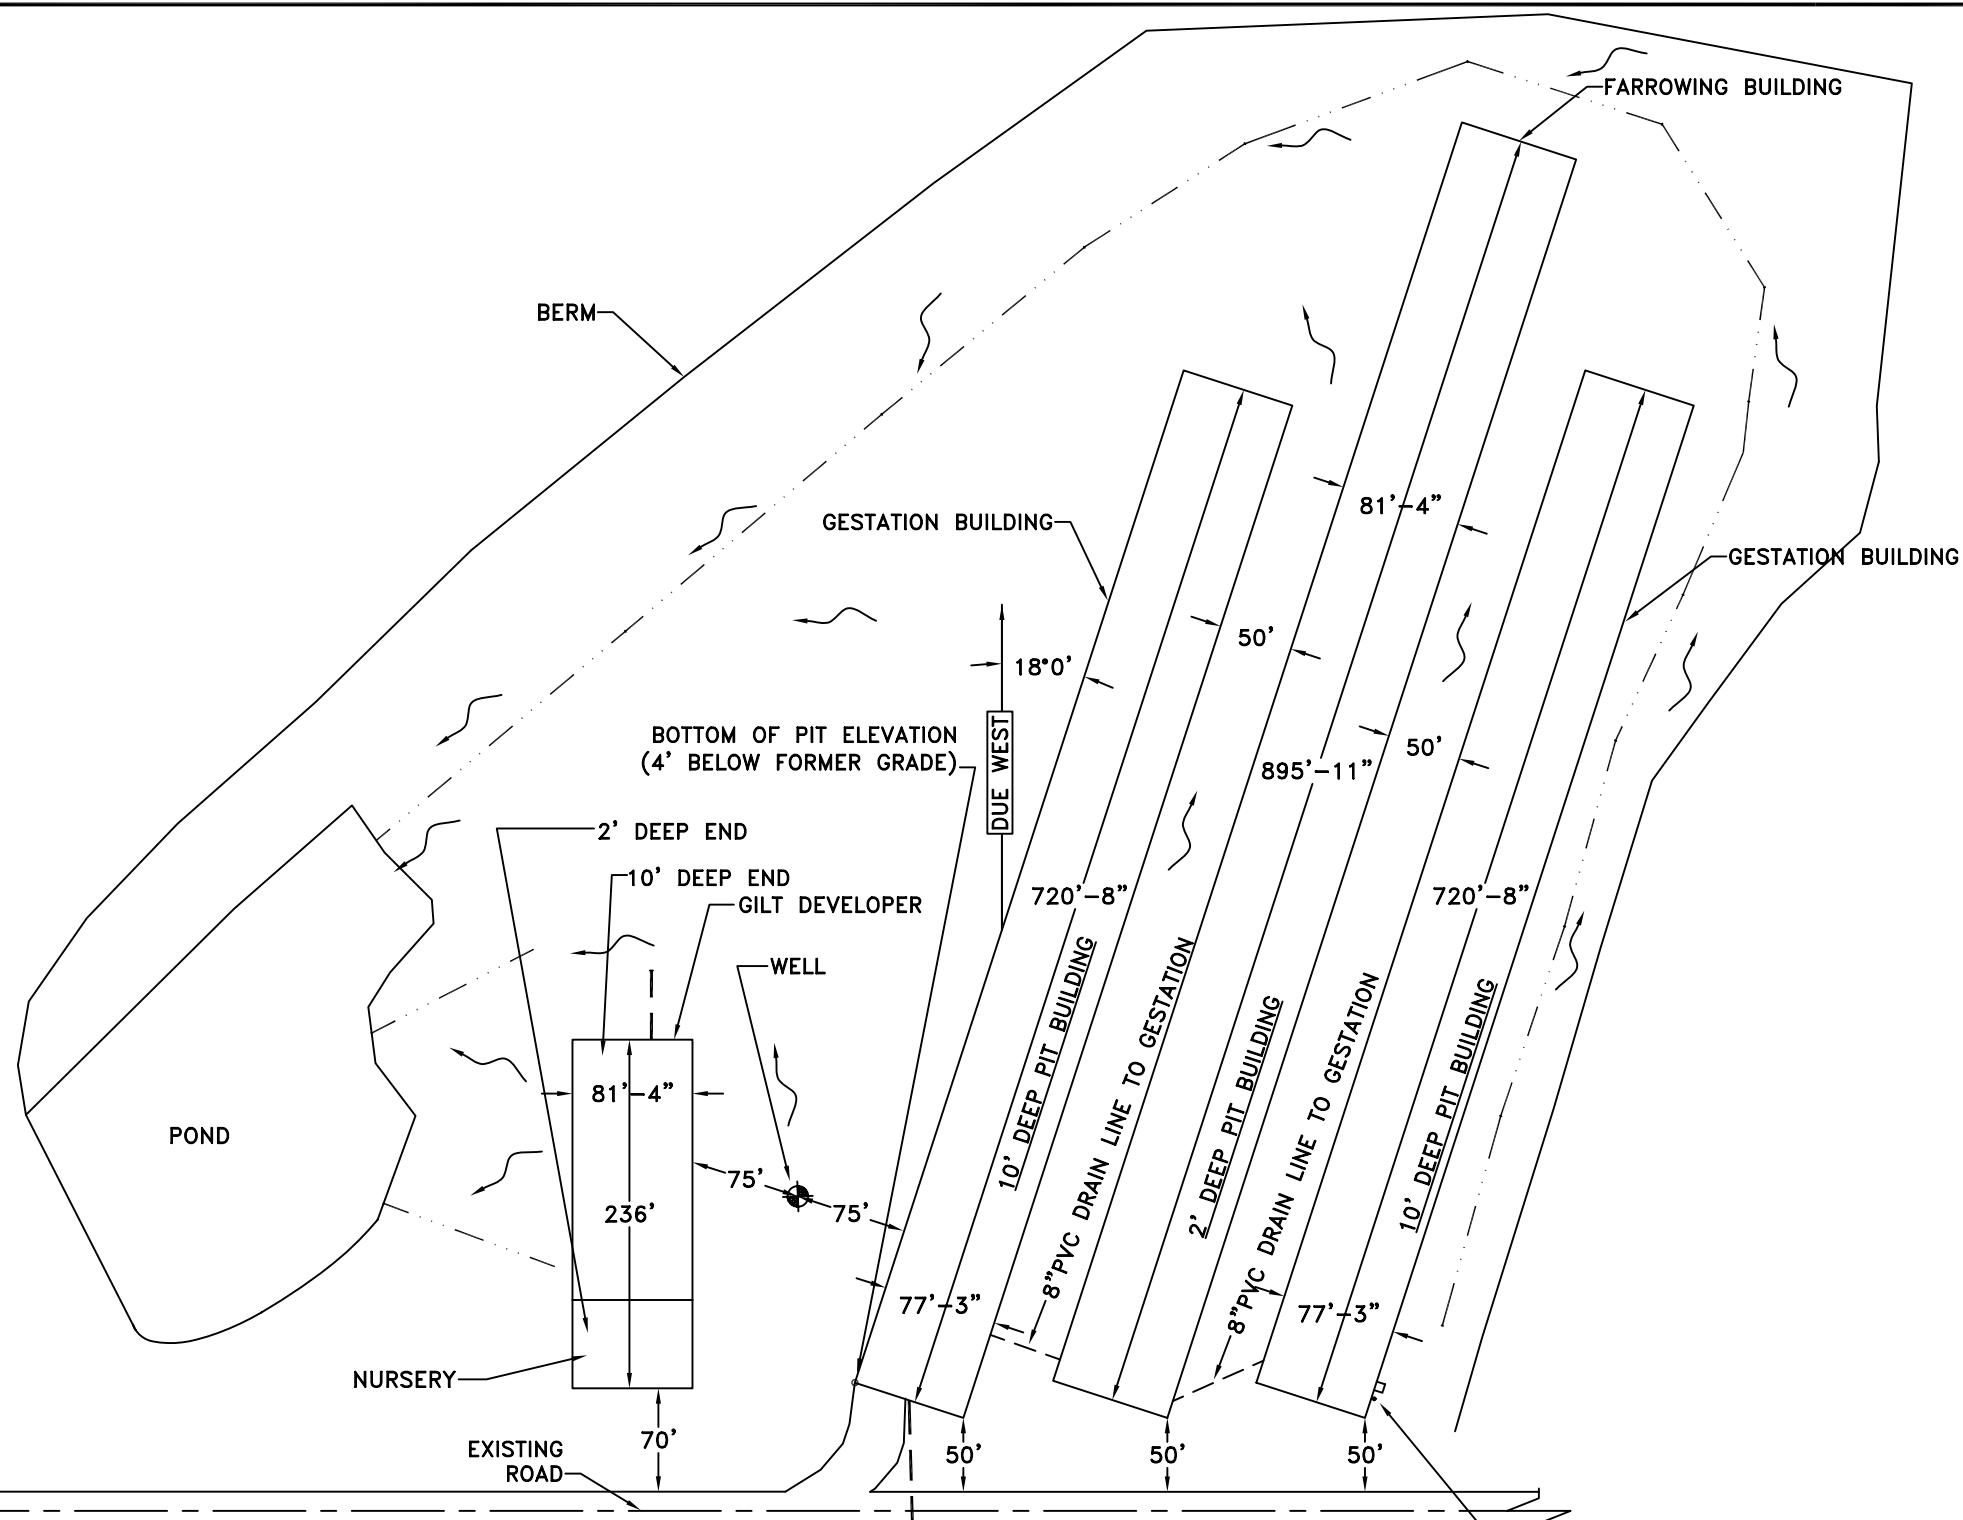 FARROWING BUILDING
BERM
81'-4"
GESTATION BUILDING
GESTATION BUILDING
50'
18°0'
BOTTOM OF PIT ELEVATION
(4' BELOW FORMER GRADE)
DUE WEST
50'
895'-11"
2' DEEP END
10' DEEP END
GILT DEVELOPER
720'-8"
720'-8"
WELL
10' DEEP PIT BUILDING
8"PVC DRAIN LINE TO GESTATION
2' DEEP PIT BUILDING
8"PVC DRAIN LINE TO GESTATION
10' DEEP PIT BUILDING
81'-4"
POND
75'
75'
236'
77'-3"
77'-3"
NURSERY
70'
EXISTING
ROAD
50'
50'
50'